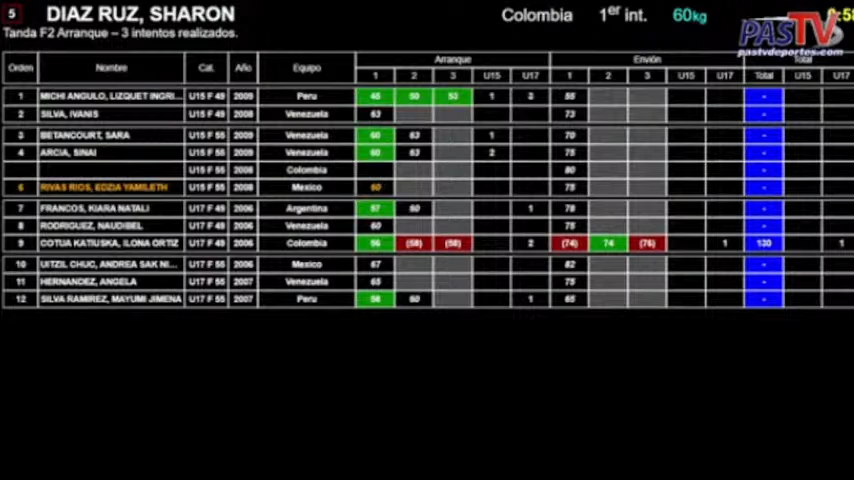 5 DIAZ RUZ, SHARON Colombia 1er int. 60kg :58
PASTV
Tanda F2 Arranque – 3 intentos realizados.
pastvdeportes.com
Arranque Envión Total
Orden Nombre Cat. Año Equipo 1 2 3 U15 U17 1 2 3 U15 U17 Total U15 U17
1 MICHI ANGULO, LIZQUET INGRI... U15 F 49 2009 Peru 50 53 1 3 55 -
2 SILVA, IVANIS U15 F 49 2008 Venezuela 63 73 -
3 BETANCOURT, SARA U15 F 55 2009 Venezuela 60 63 1 70 -
4 ARCIA, SINAI U15 F 55 2009 Venezuela 60 63 2 75 -
U15 F 55 2008 Colombia 80 -
6 RIVAS RIOS, EDZIA YAMILETH U15 F 55 2008 Mexico 75 -
7 FRANCOS, KIARA NATALI U17 F 49 2006 Argentina 57 60 1 -
8 RODRIGUEZ, NAUDIBEL U17 F 49 2006 Venezuela 60 75 -
9 COTUA KATIUSKA, ILONA ORTIZ U17 F 49 2006 Colombia 56 (58) (58) 2 (74) 74 (76) 1 130 1
10 UITZIL CHUC, ANDREA SAK NI... U17 F 55 2006 Mexico 67 82 -
11 HERNANDEZ, ANGELA U17 F 55 2007 Venezuela 65 75 -
12 SILVA RAMIREZ, MAYUMI JIMENA U17 F 55 2007 Peru 60 1 65 -